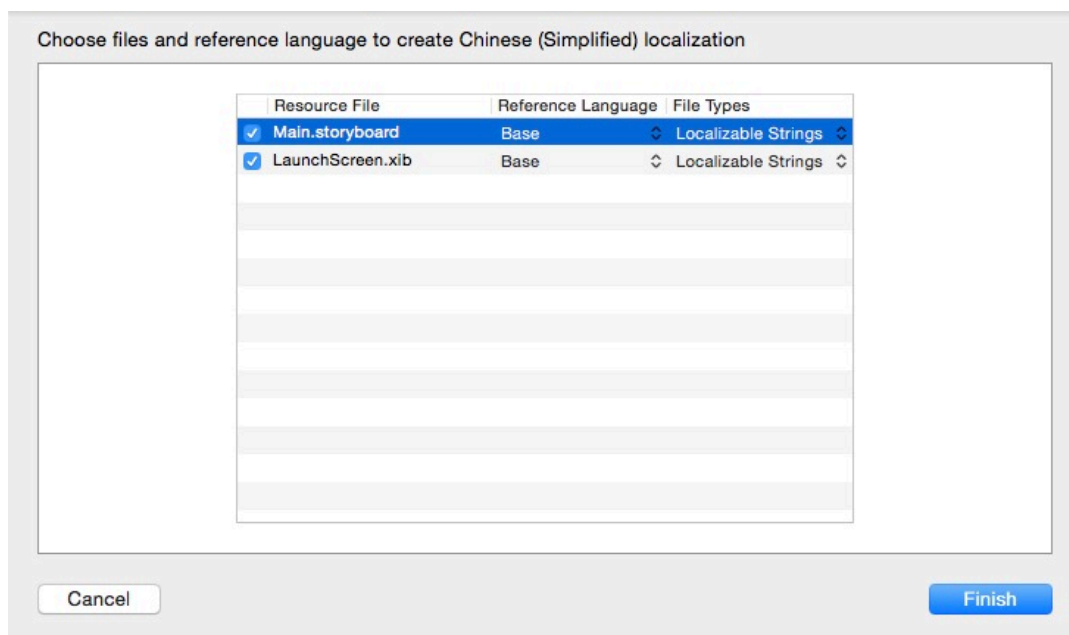 Choose files and reference language to create Chinese (Simplified) localization
Resource File Reference Language File Types
Main.storyboard Base Localizable Strings
LaunchScreen.xib Base Localizable Strings
Cancel Finish